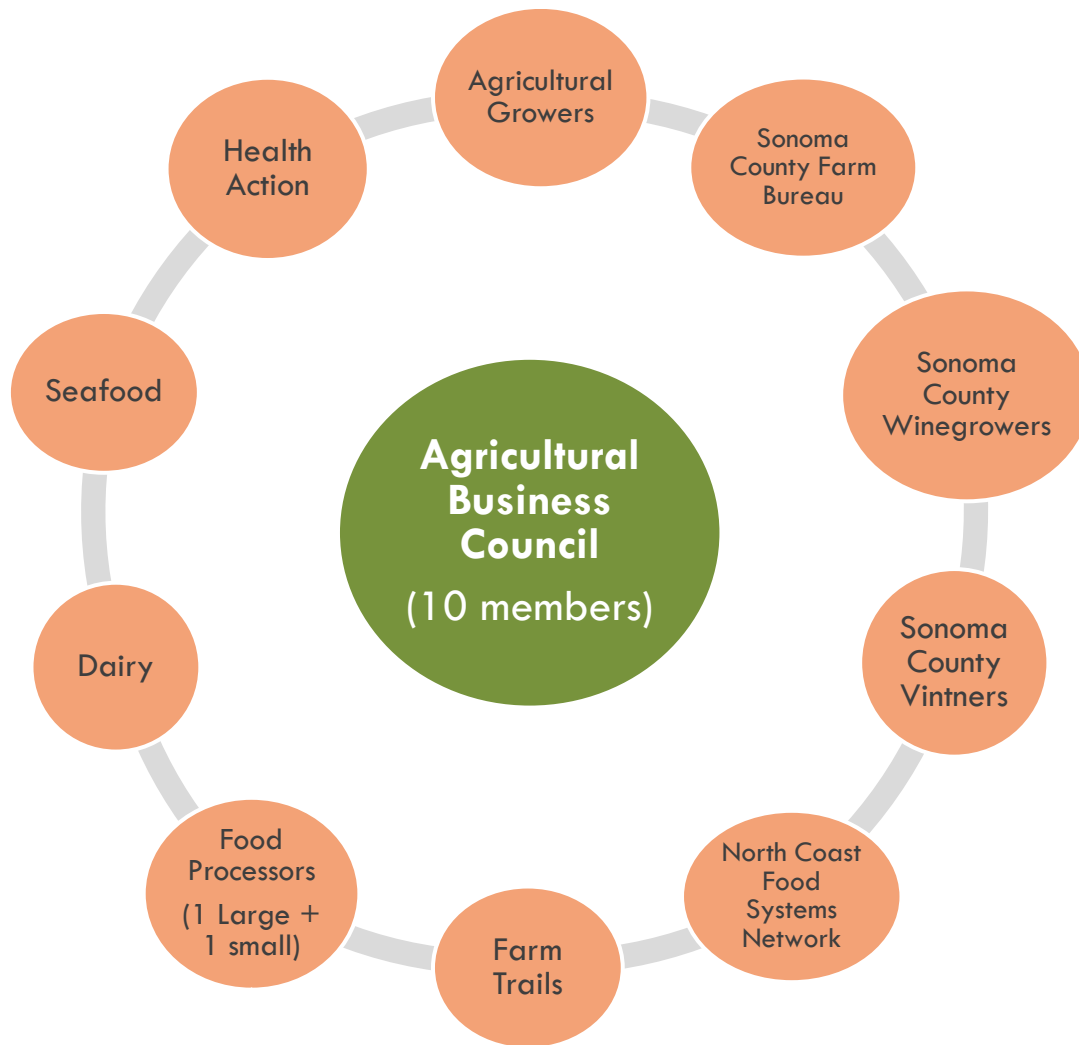 Agricultural
Growers
Sonoma
County Farm
Bureau
Sonoma
County
Winegrowers
Sonoma
County
Vintners
North Coast
Food
Systems
Network
Farm
Trails
Food
Processors
(1 Large +
1 small)
Dairy
Seafood
Health
Action
Agricultural
Business
Council
(10 members)